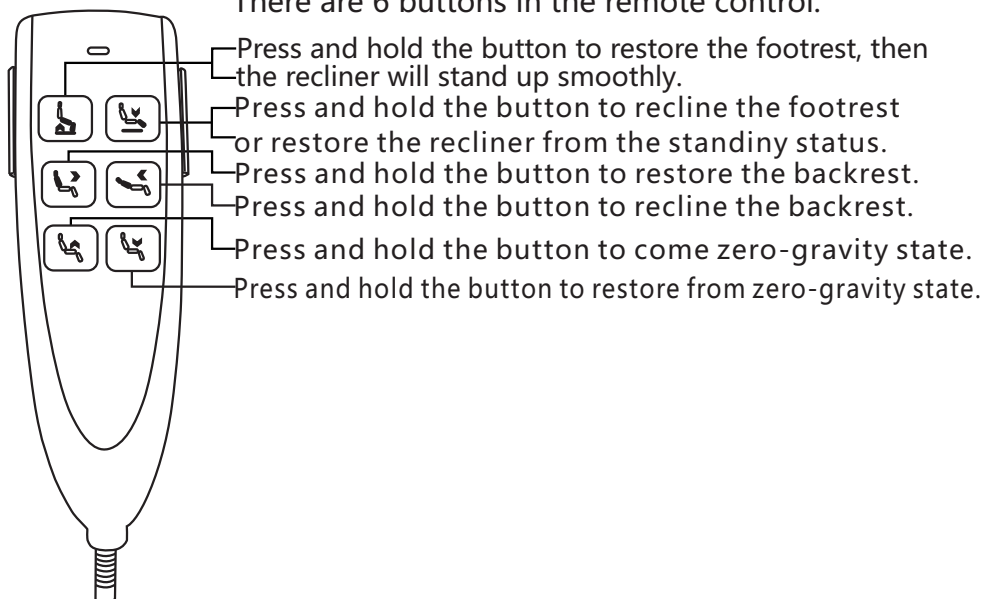 There are 6 buttons in the remote control.
Press and hold the button to restore the footrest, then
the recliner will stand up smoothly.
Press and hold the button to recline the footrest
or restore the recliner from the standiny status.
Press and hold the button to restore the backrest.
Press and hold the button to recline the backrest.
Press and hold the button to come zero-gravity state.
Press and hold the button to restore from zero-gravity state.